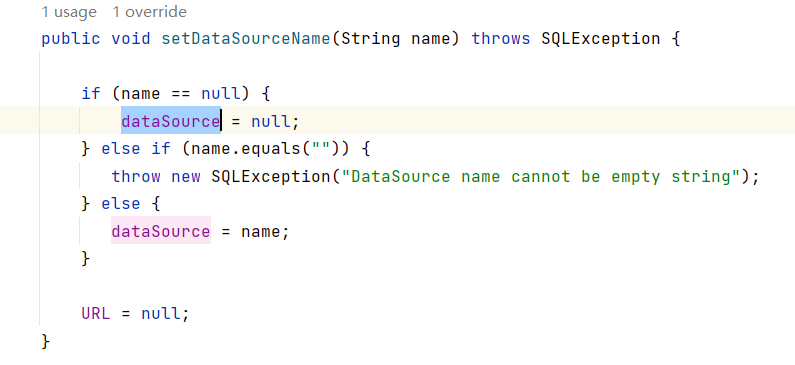 1 usage   1 override
public void setDataSourceName(String name) throws SQLException {
if (name == null) {
dataSource = null;
} else if (name.equals("")) {
throw new SQLException("DataSource name cannot be empty string");
} else {
dataSource = name;
}
URL = null;
}